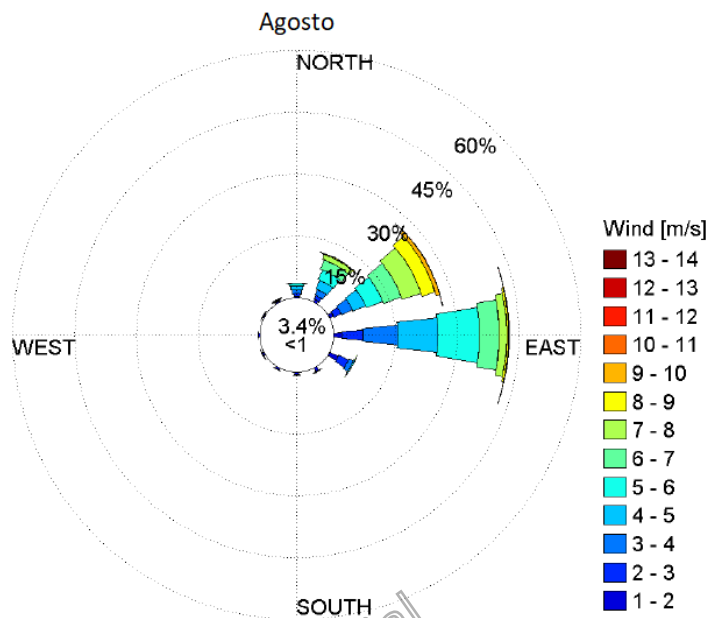 Agosto
NORTH
60%
45%
30%
15%
3.4%
<1
WEST
EAST
SOUTH
Wind [m/s]
13 - 14
12 - 13
11 - 12
10 - 11
9 - 10
8 - 9
7 - 8
6 - 7
5 - 6
4 - 5
3 - 4
2 - 3
1 - 2